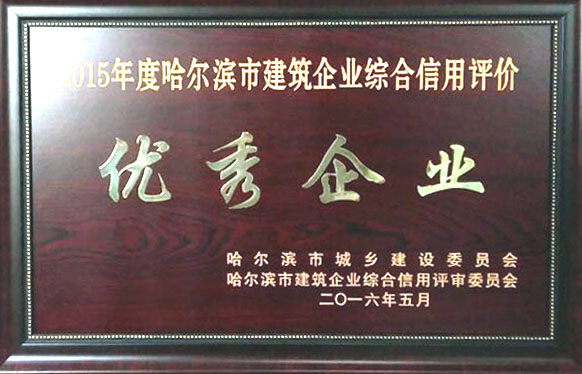 2015年度哈尔滨市建筑企业综合信用评价
优秀企业
哈尔滨市城乡建设委员会
哈尔滨市建筑企业综合信用评审委员会
二〇一六年五月